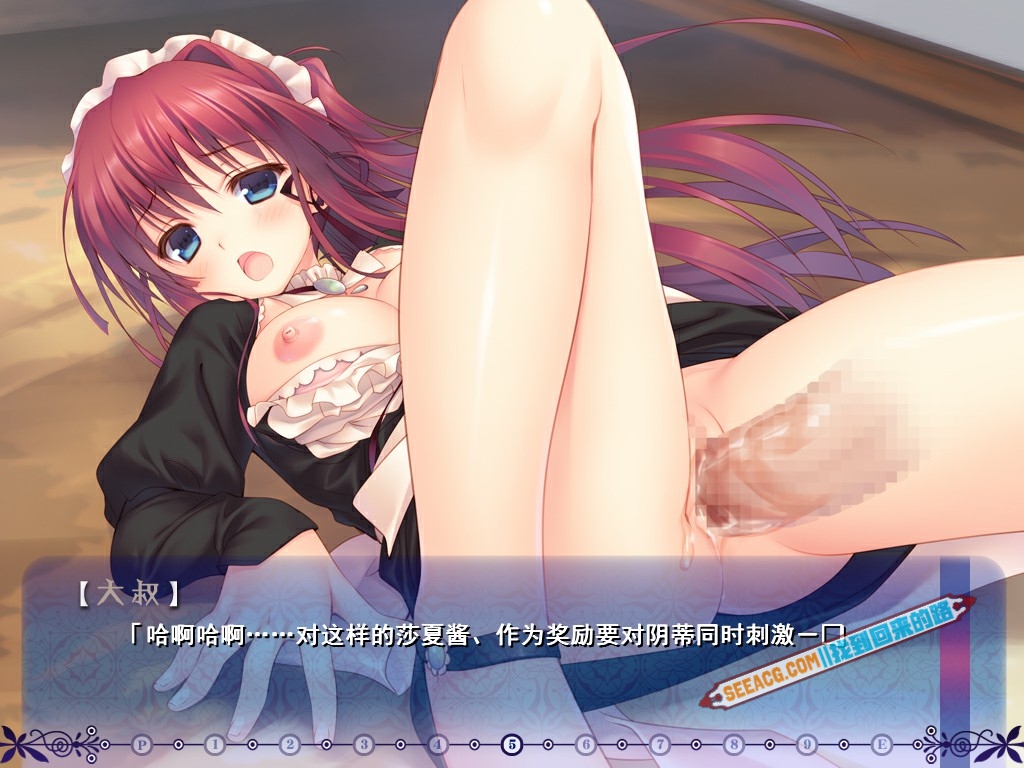 【大叔】
「哈啊哈啊……对这样的莎夏酱、作为奖励要对阴蒂同时刺激ー
SEEACG.COM||找到回来的路
P 1 2 3 4 5 6 7 8 9 E